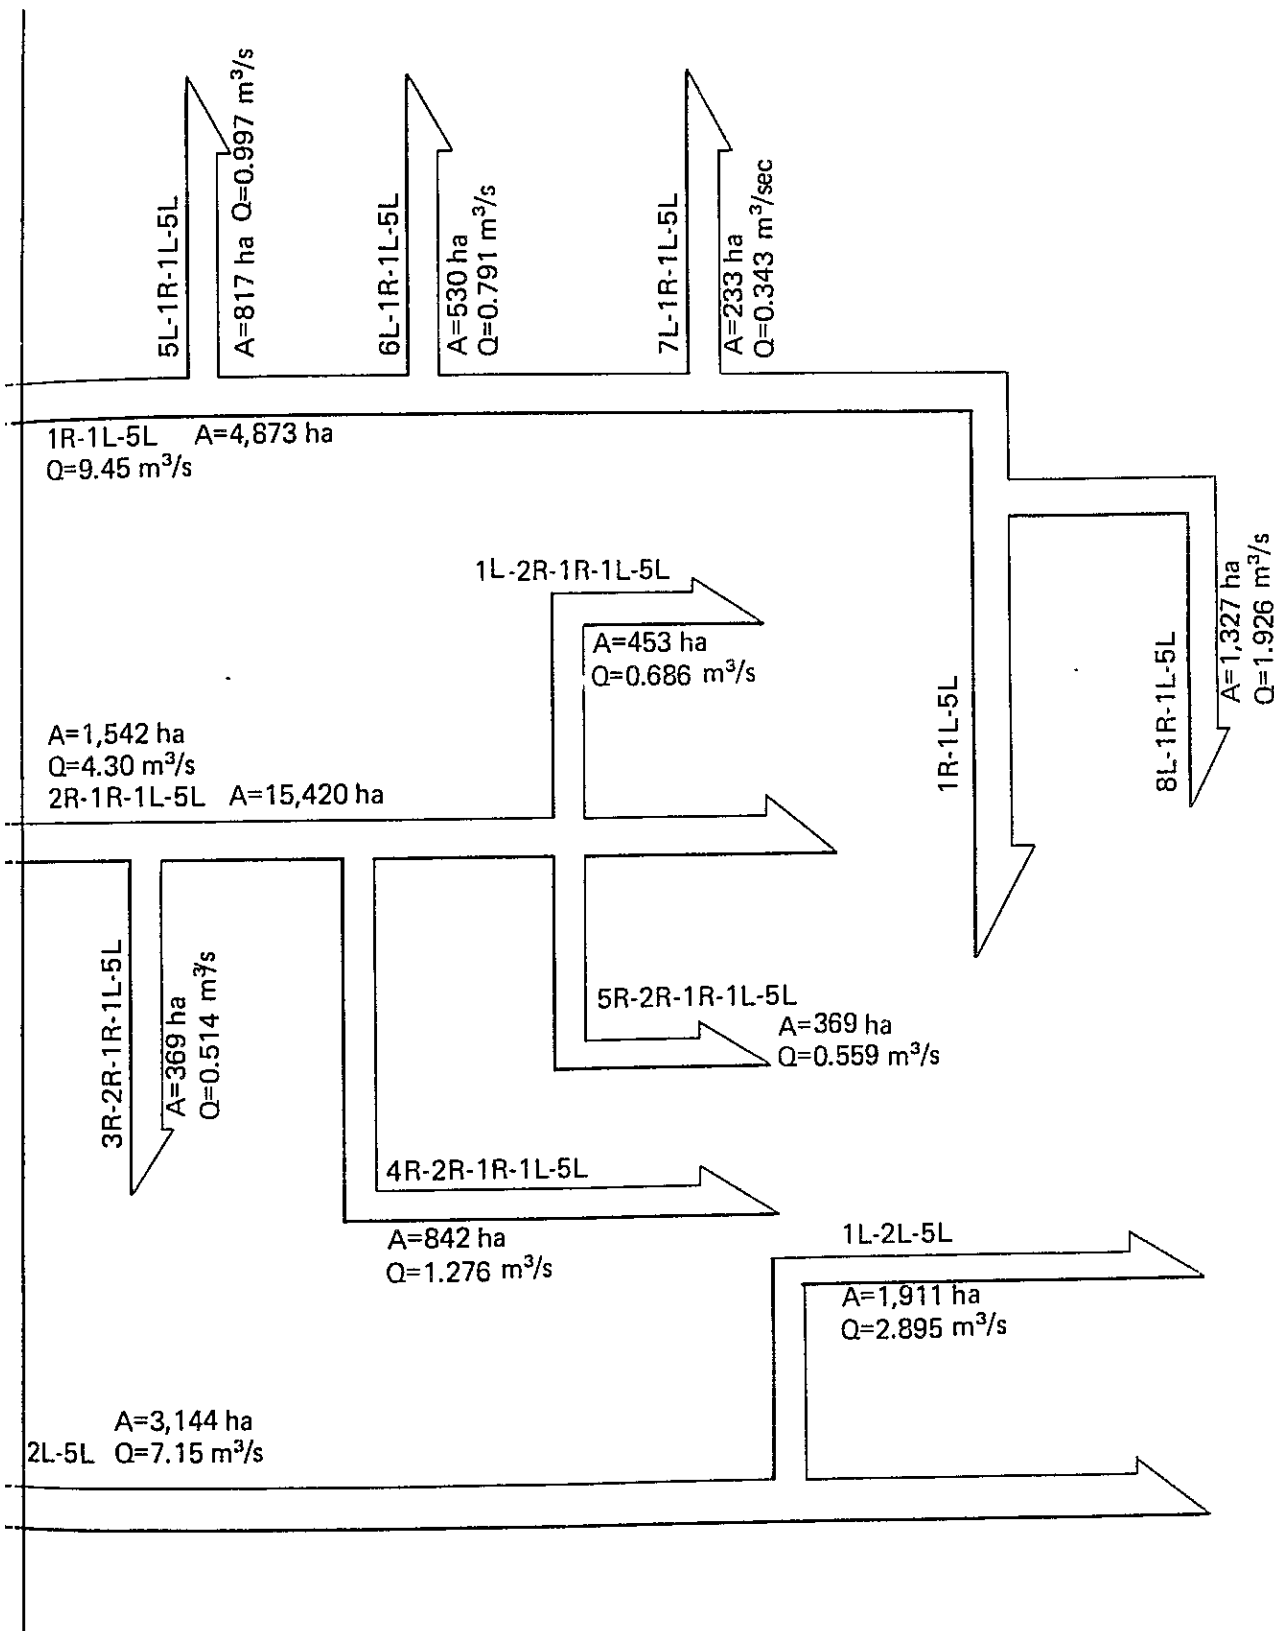 5L-1R-1L-5L
A=817 ha Q=0.997 m³/s
6L-1R-1L-5L
A=530 ha
Q=0.791 m³/s
7L-1R-1L-5L
A=233 ha
Q=0.343 m³/sec
1R-1L-5L A=4,873 ha
Q=9.45 m³/s
1L-2R-1R-1L-5L
A=453 ha
Q=0.686 m³/s
1R-1L-5L
8L-1R-1L-5L
A=1,327 ha
Q=1.926 m³/s
A=1,542 ha
Q=4.30 m³/s
2R-1R-1L-5L A=15,420 ha
3R-2R-1R-1L-5L
A=369 ha
Q=0.514 m³/s
5R-2R-1R-1L-5L
A=369 ha
Q=0.559 m³/s
4R-2R-1R-1L-5L
A=842 ha
Q=1.276 m³/s
1L-2L-5L
A=1,911 ha
Q=2.895 m³/s
A=3,144 ha
2L-5L Q=7.15 m³/s